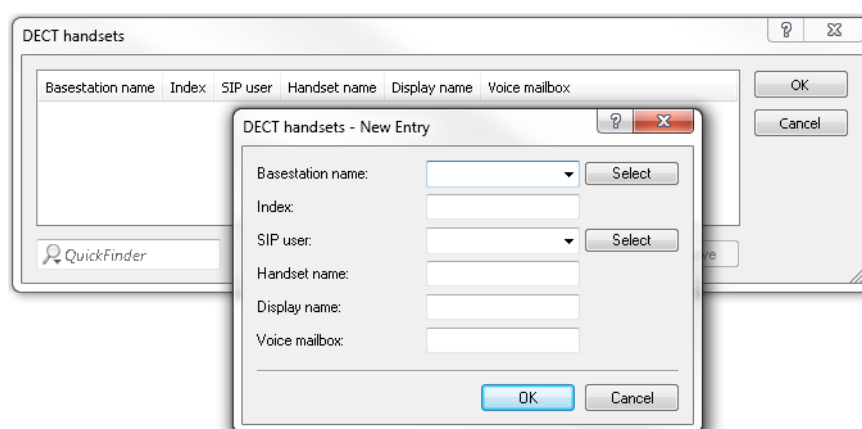 DECT handsets
Basestation name Index SIP user Handset name Display name Voice mailbox
OK
Cancel
QuickFinder
DECT handsets - New Entry
Basestation name: Select
Index:
SIP user: Select
Handset name:
Display name:
Voice mailbox:
OK Cancel